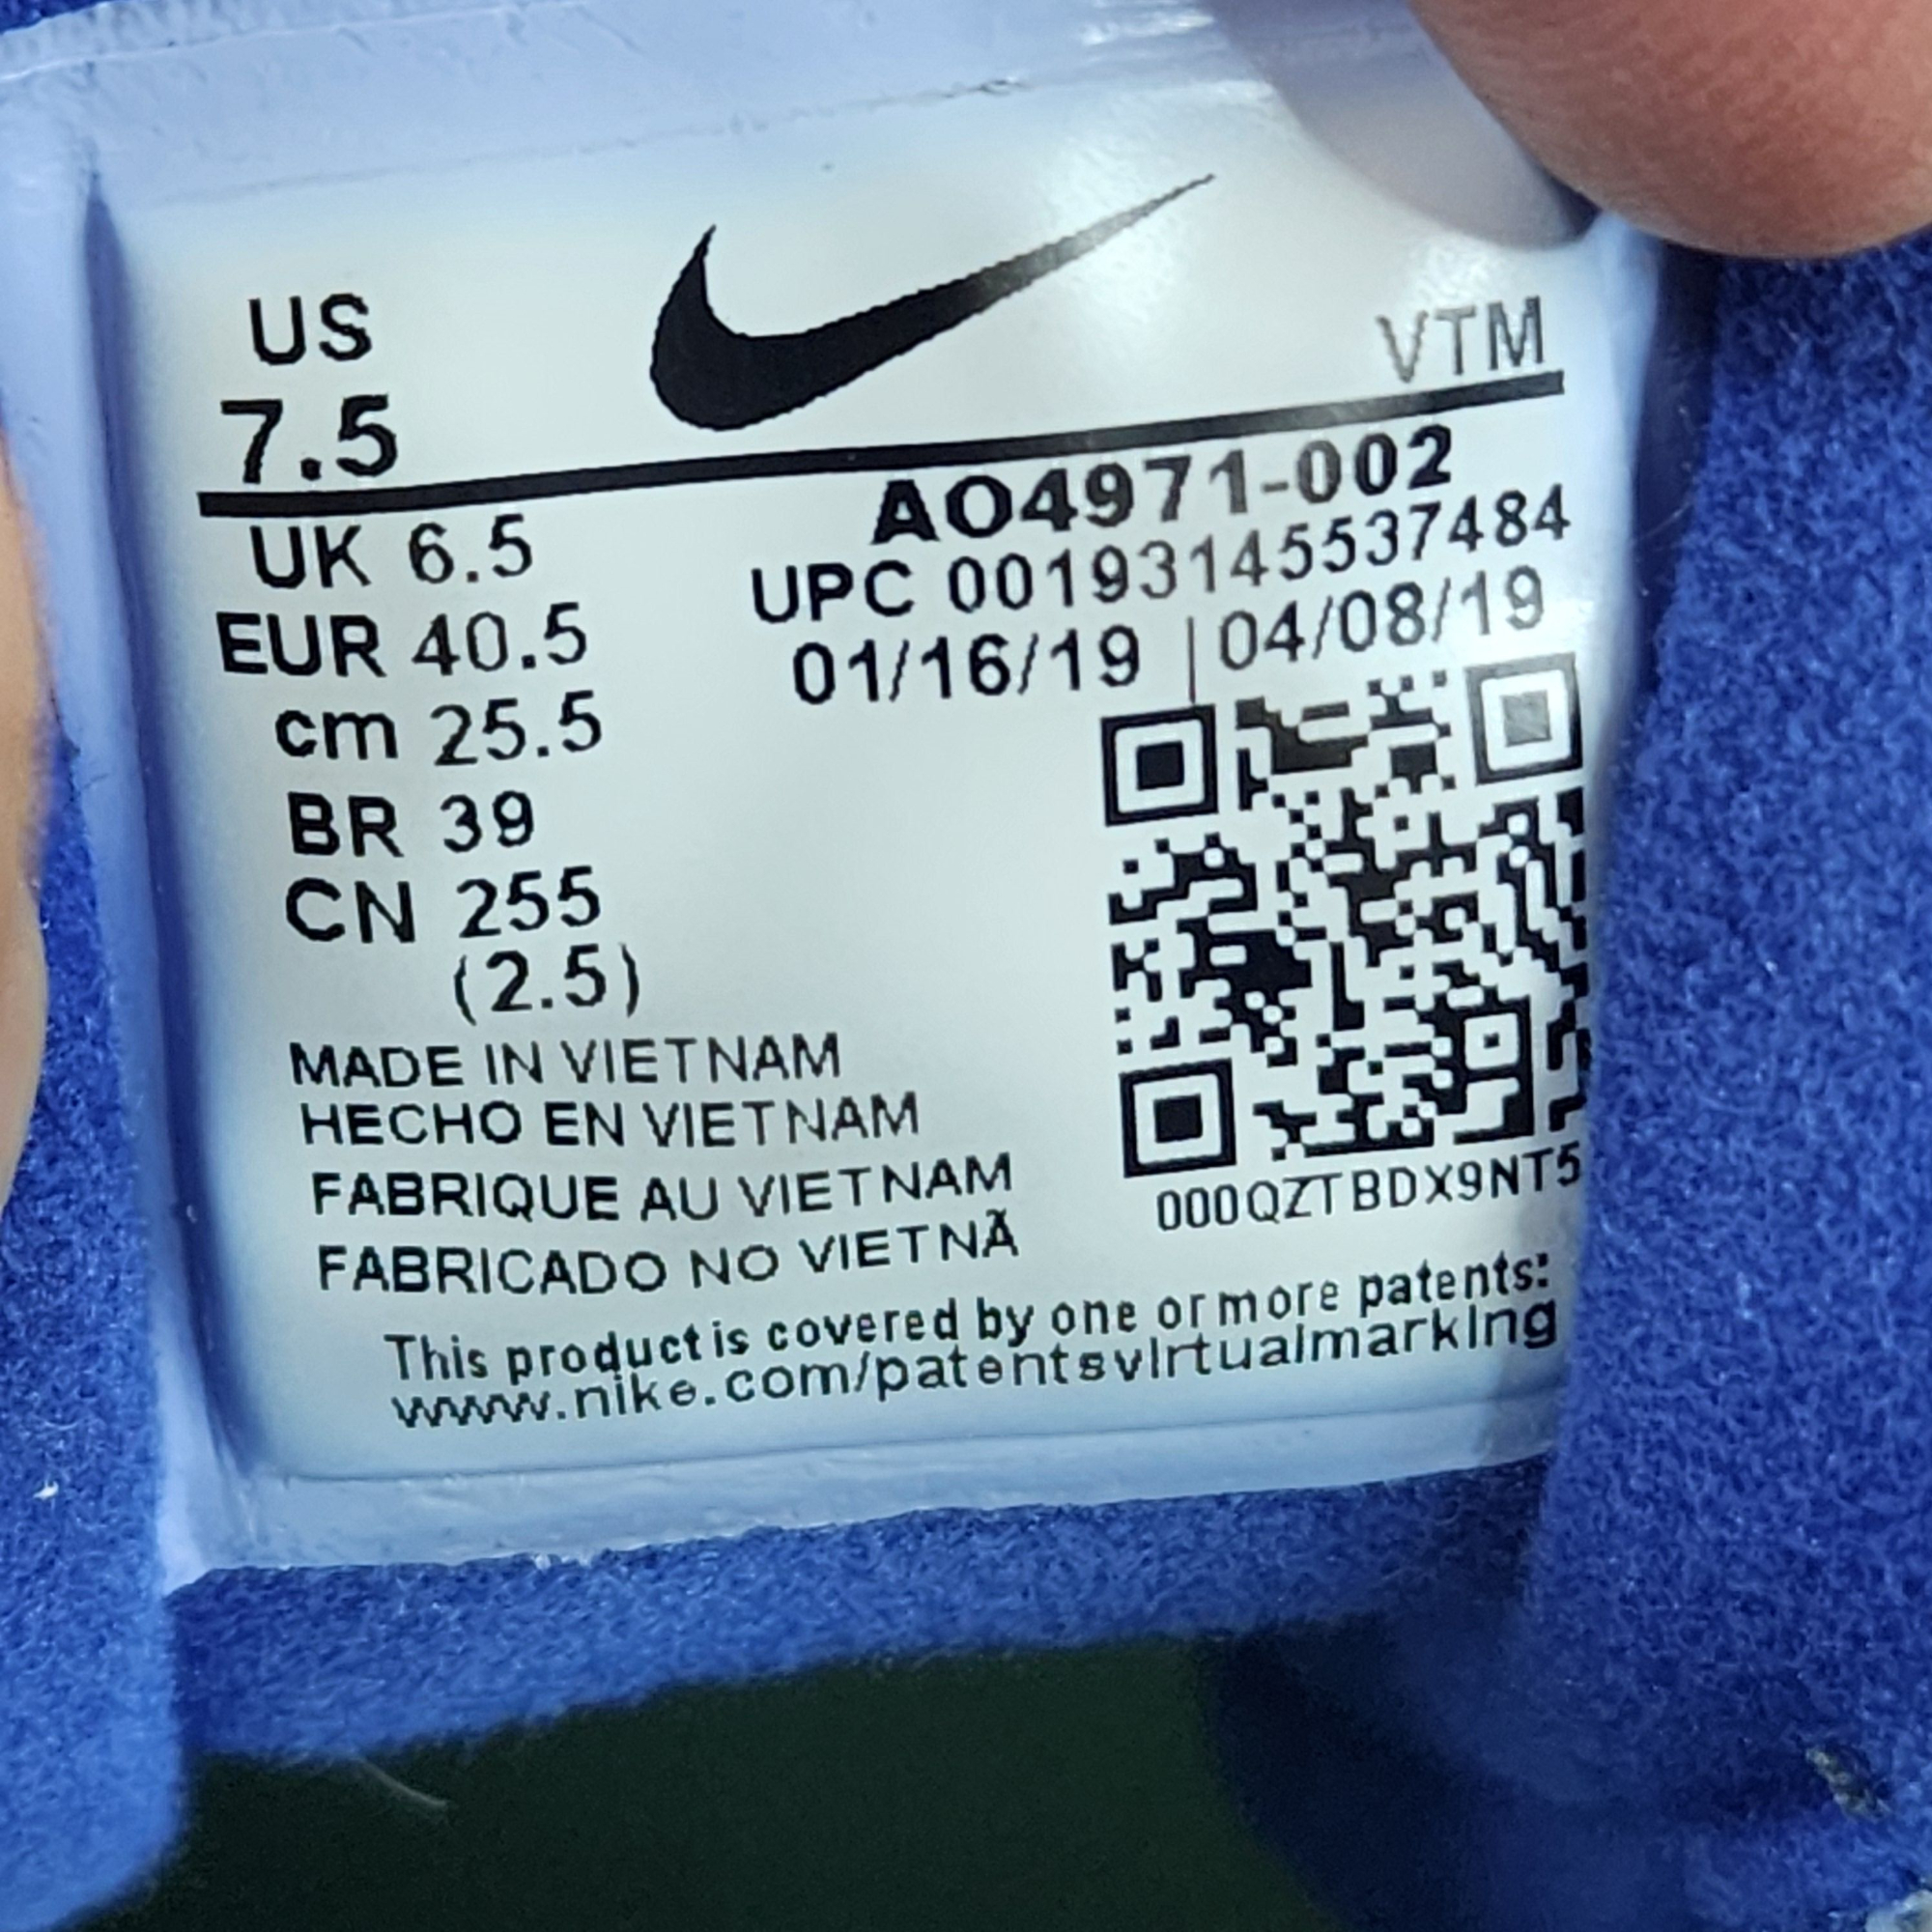 US
7.5
VTM
UK 6.5
EUR 40.5
cm 25.5
BR 39
CN 255
(2.5)
AO4971-002
UPC 00193145537484
01/16/19 | 04/08/19
000QZTBDX9NT5
MADE IN VIETNAM
HECHO EN VIETNAM
FABRIQUE AU VIETNAM
FABRICADO NO VIETNÃ
This product is covered by one or more patents:
www.nike.com/patentsvirtualmarking